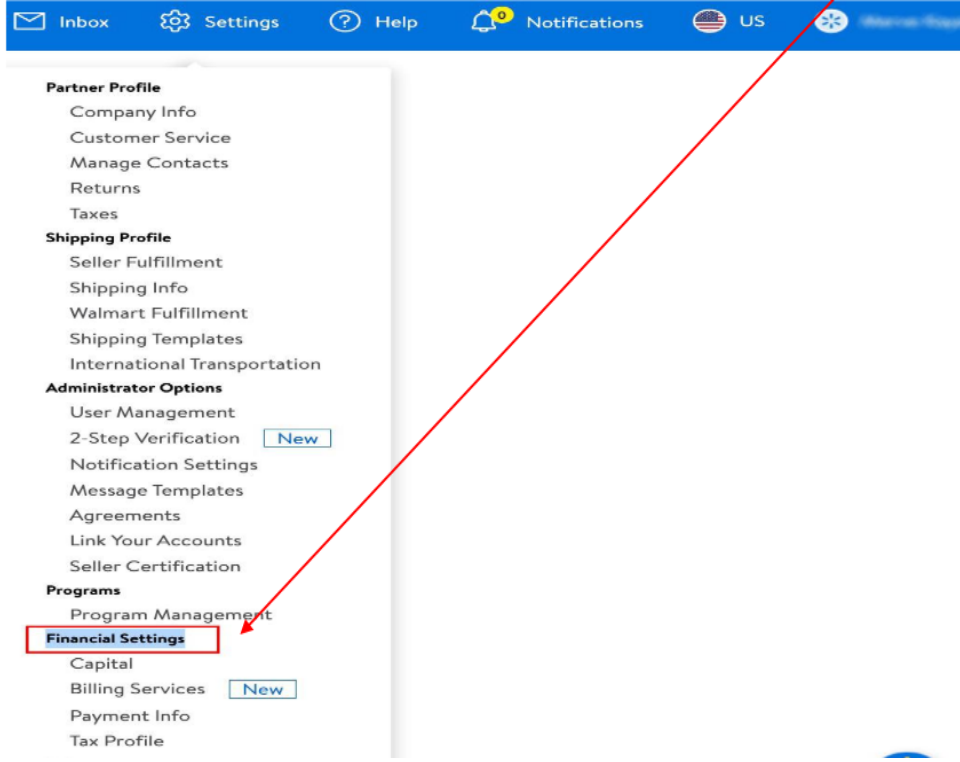 Inbox Settings Help 0 Notifications US
Partner Profile
Company Info
Customer Service
Manage Contacts
Returns
Taxes
Shipping Profile
Seller Fulfillment
Shipping Info
Walmart Fulfillment
Shipping Templates
International Transportation
Administrator Options
User Management
2-Step Verification New
Notification Settings
Message Templates
Agreements
Link Your Accounts
Seller Certification
Programs
Program Management
Financial Settings
Capital
Billing Services New
Payment Info
Tax Profile